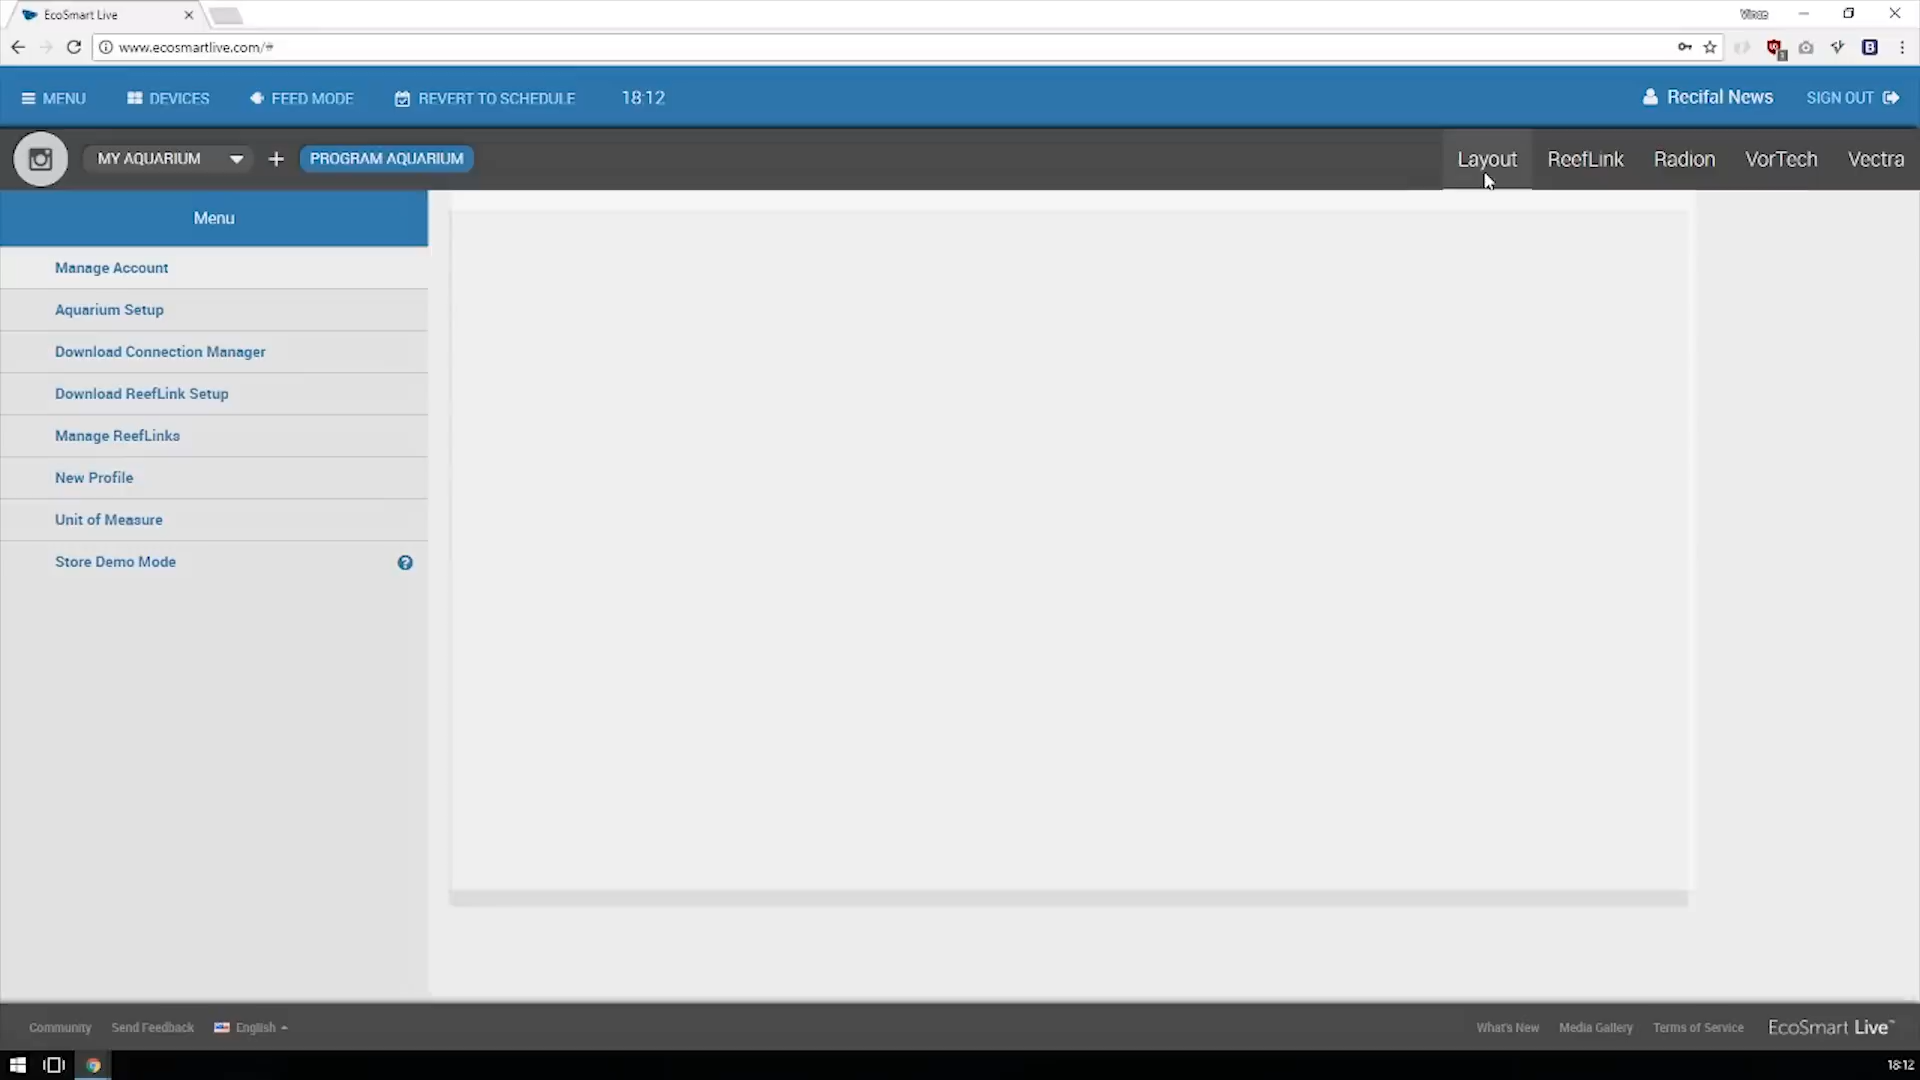 EcoSmart Live
Vince
www.ecosmartlive.com/#
MENU DEVICES FEED MODE REVERT TO SCHEDULE 18:12 Recifal News SIGN OUT
MY AQUARIUM + PROGRAM AQUARIUM Layout ReefLink Radion VorTech Vectra
Menu
Manage Account
Aquarium Setup
Download Connection Manager
Download ReefLink Setup
Manage ReefLinks
New Profile
Unit of Measure
Store Demo Mode ?
Community Send Feedback English What's New Media Gallery Terms of Service EcoSmart Live™
18:12